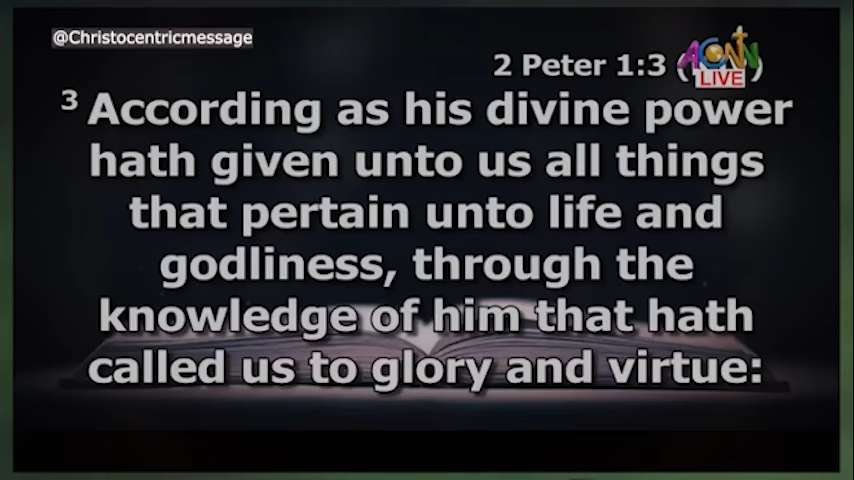 @Christocentricmessage
2 Peter 1:3 (
ACNN
LIVE
)
3 According as his divine power
hath given unto us all things
that pertain unto life and
godliness, through the
knowledge of him that hath
called us to glory and virtue: